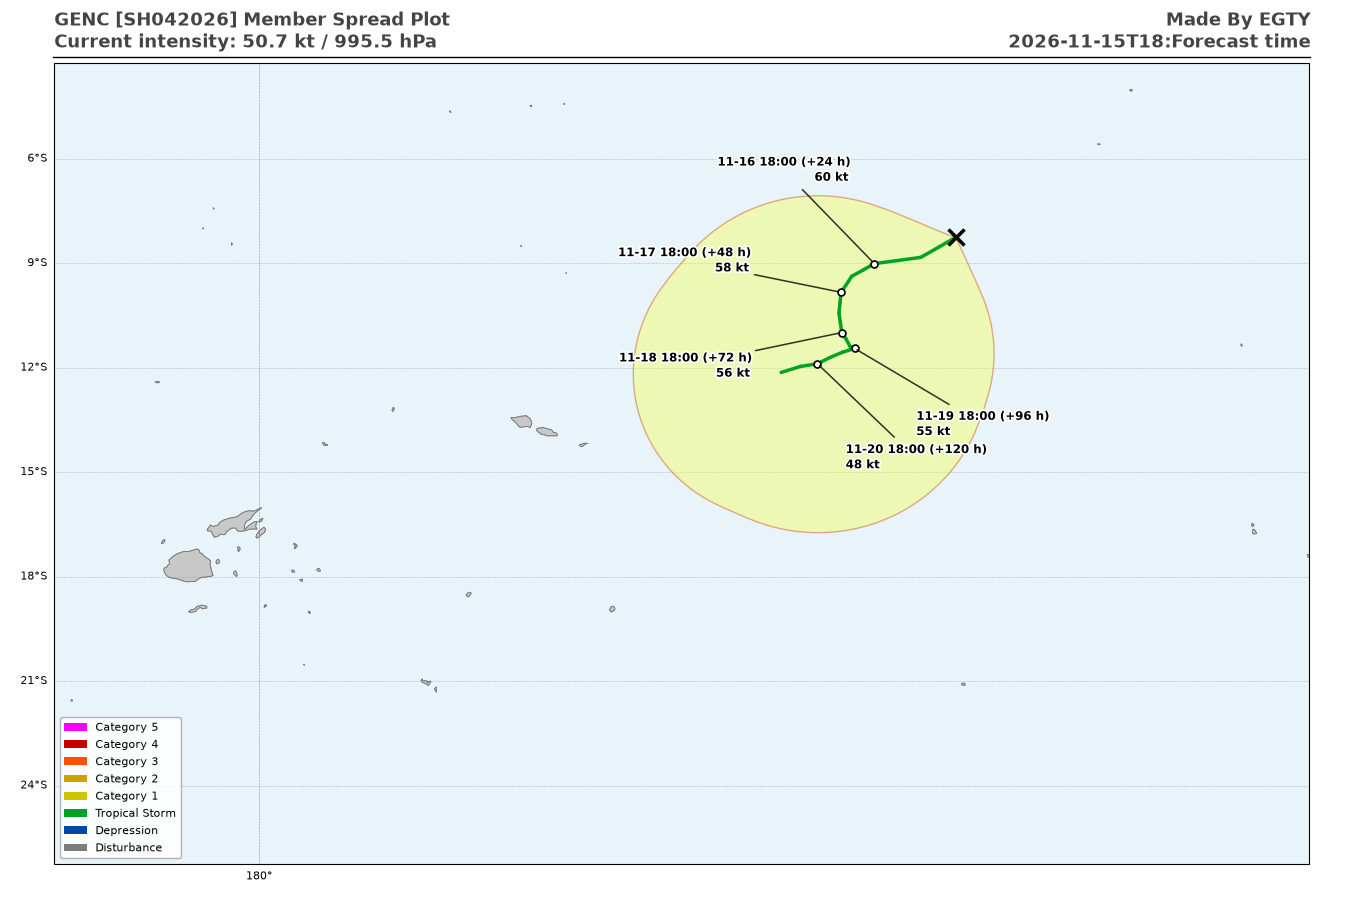 GENC [SH042026] Member Spread Plot
Current intensity: 50.7 kt / 995.5 hPa
Made By EGTY
2026-11-15T18:Forecast time
6°S
9°S
12°S
15°S
18°S
21°S
24°S
180°
11-16 18:00 (+24 h)
60 kt
11-17 18:00 (+48 h)
58 kt
11-18 18:00 (+72 h)
56 kt
11-19 18:00 (+96 h)
55 kt
11-20 18:00 (+120 h)
48 kt
Category 5
Category 4
Category 3
Category 2
Category 1
Tropical Storm
Depression
Disturbance